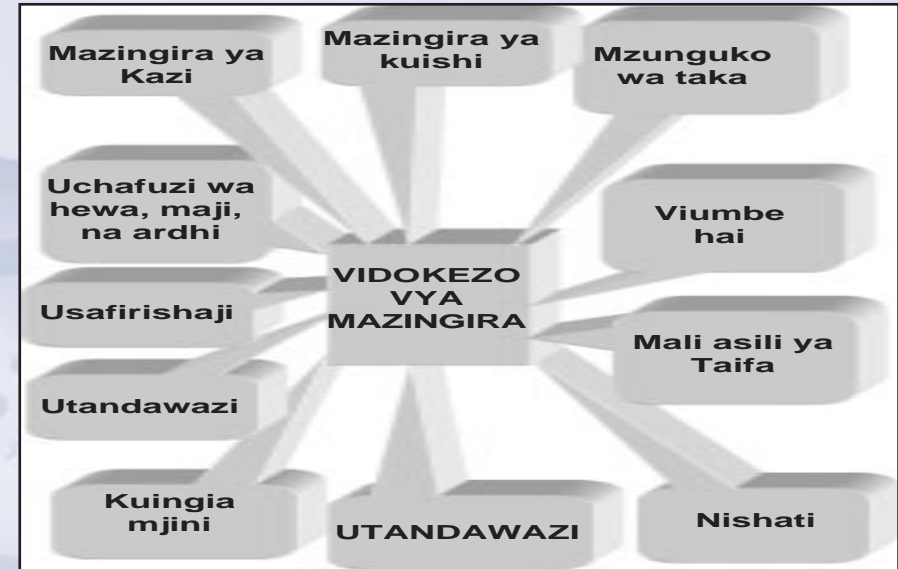 Mazingira ya
Kazi
Mazingira ya
kuishi
Mzunguko
wa taka
Uchafuzi wa
hewa, maji,
na ardhi
Viumbe
hai
VIDOKEZO
VYA
MAZINGIRA
Usafirishaji
Mali asili ya
Taifa
Utandawazi
Kuingia
mjini
UTANDAWAZI
Nishati